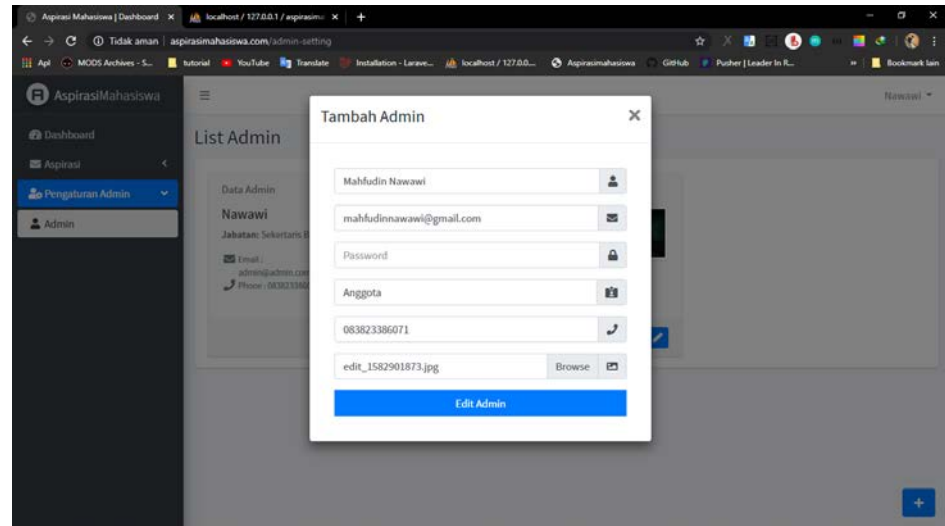 Aspirasi Mahasiswa | Dashboard
localhost / 127.0.0.1 / aspirasima
Tidak aman | aspirasimahasiswa.com/admin-setting
Apl MODS Archives - S... tutorial YouTube Translate Installation - Larave... localhost / 127.0.0.... Aspirasimahasiswa GitHub Pusher | Leader In R... » Bookmark lain
AspirasiMahasiswa
Nawawi
Dashboard
Aspirasi
Pengaturan Admin
Admin
List Admin
Data Admin
Nawawi
Jabatan: Sekertaris
Email :
admin@admin.com
Phone :
Tambah Admin
Mahfudin Nawawi
mahfudinnawawi@gmail.com
Password
Anggota
083823386071
edit_1582901873.jpg Browse
Edit Admin